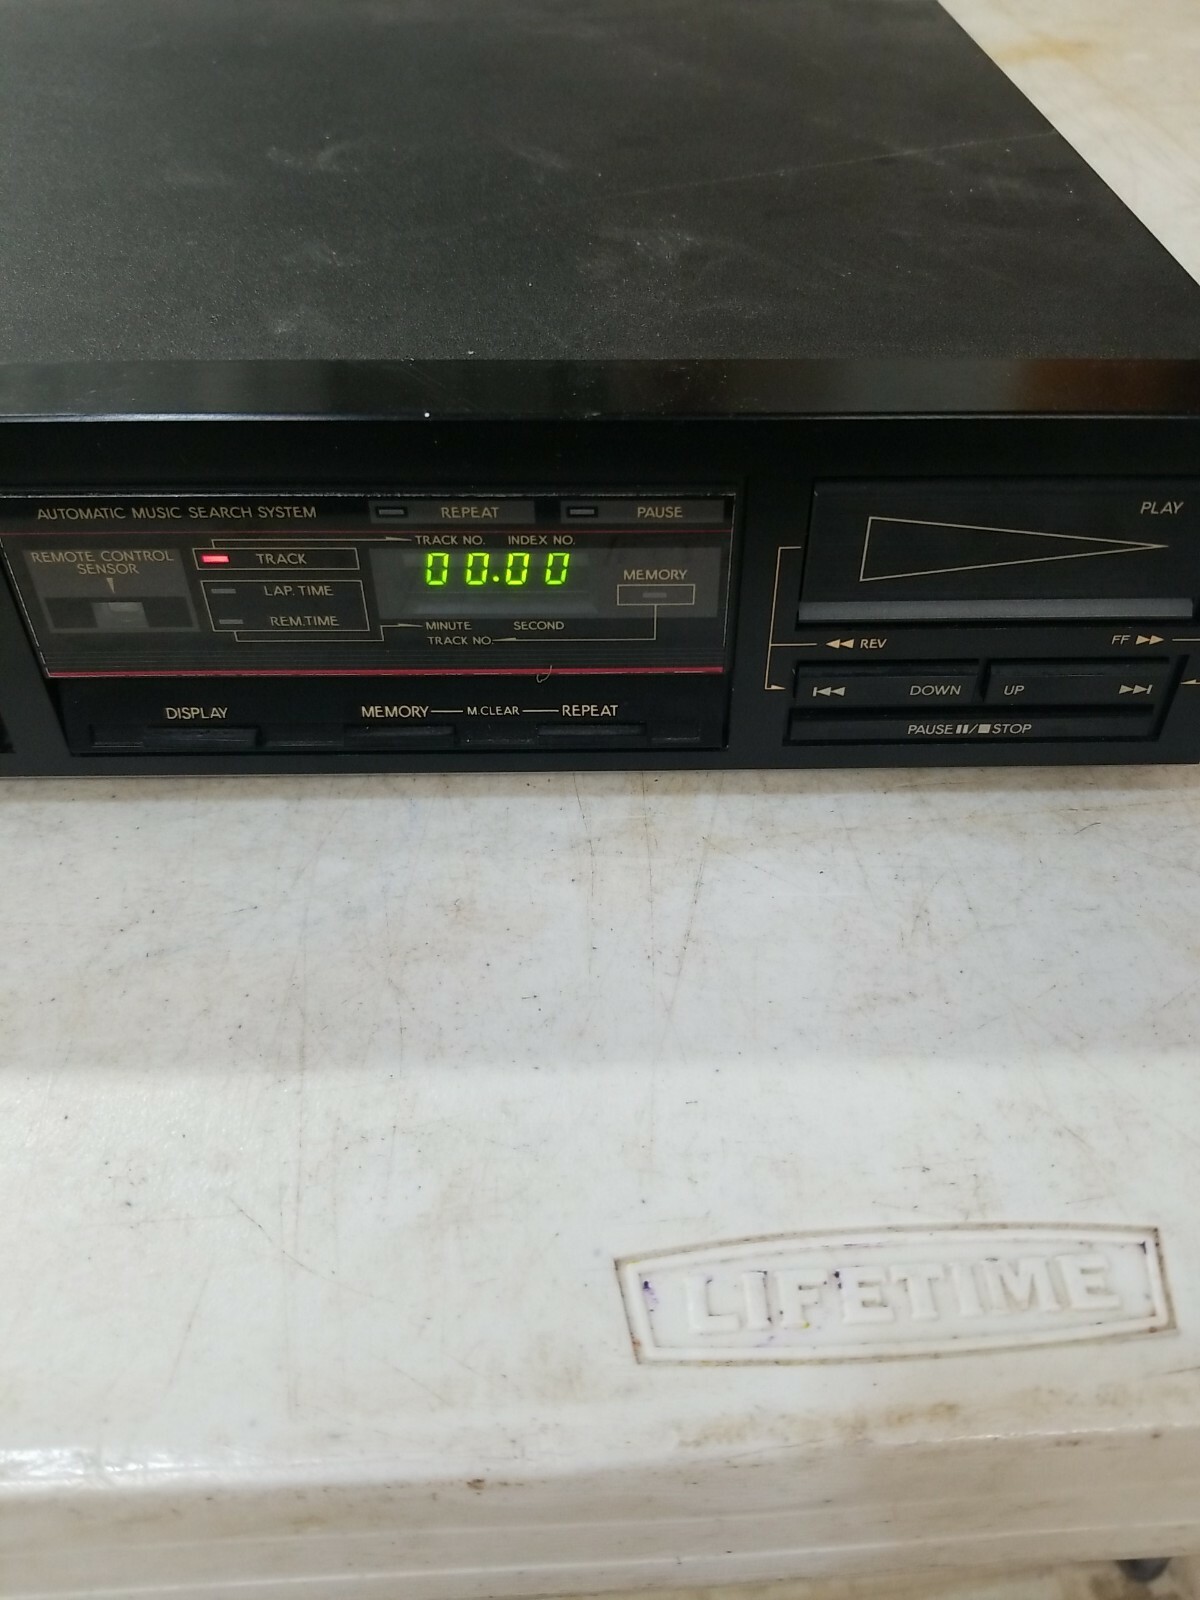 AUTOMATIC MUSIC SEARCH SYSTEM
REPEAT
PAUSE
REMOTE CONTROL
SENSOR
TRACK
LAP. TIME
REM.TIME
TRACK NO. INDEX NO.
00.00
MINUTE SECOND
TRACK NO.
MEMORY
DISPLAY
MEMORY M.CLEAR REPEAT
PLAY
◄◄ REV
FF ►►
I◄◄ DOWN
UP ►►I
PAUSE ▮▮/■ STOP
LIFETIME